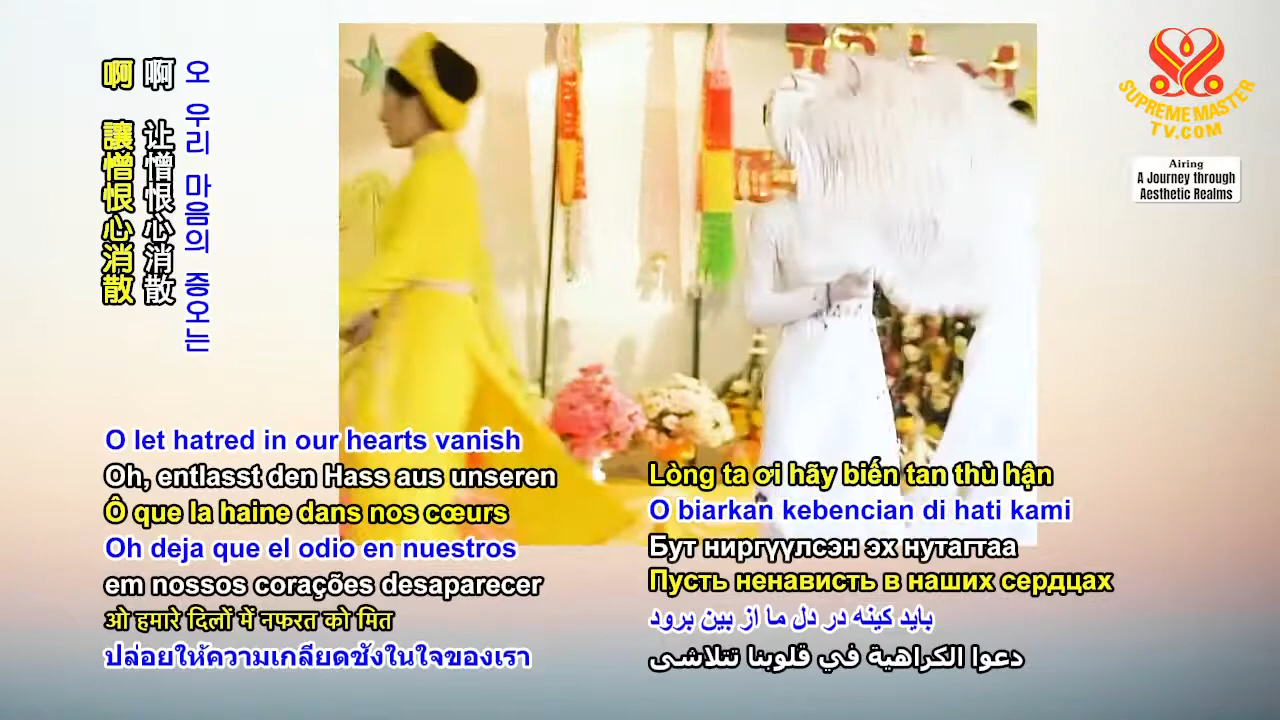 啊 讓憎恨心消散
啊 让憎恨心消散
오 우리 마음의 증오는
SUPREME MASTER
TV.COM
Airing
A Journey through
Aesthetic Realms
O let hatred in our hearts vanish
Oh, entlasst den Hass aus unseren
Ô que la haine dans nos cœurs
Oh deja que el odio en nuestros
em nossos corações desaparecer
ओ हमारे दिलों में नफरत को मित
ปล่อยให้ความเกลียดชังในใจของเรา
Lòng ta ơi hãy biến tan thù hận
O biarkan kebencian di hati kami
Бут ниргүүлсэн эх нутагтаа
Пусть ненависть в наших сердцах
باید کینه در دل ما از بین برود
دعوا الكراهية في قلوبنا تتلاشى